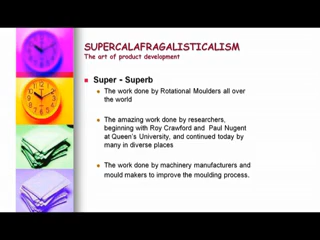 SUPERCALAFRAGALISTICALISM
The art of product development
Super - Superb
The work done by Rotational Moulders all over
the world
The amazing work done by researchers,
beginning with Roy Crawford and Paul Nugent
at Queen's University, and continued today by
many in diverse places
The work done by machinery manufacturers and
mould makers to improve the moulding process.